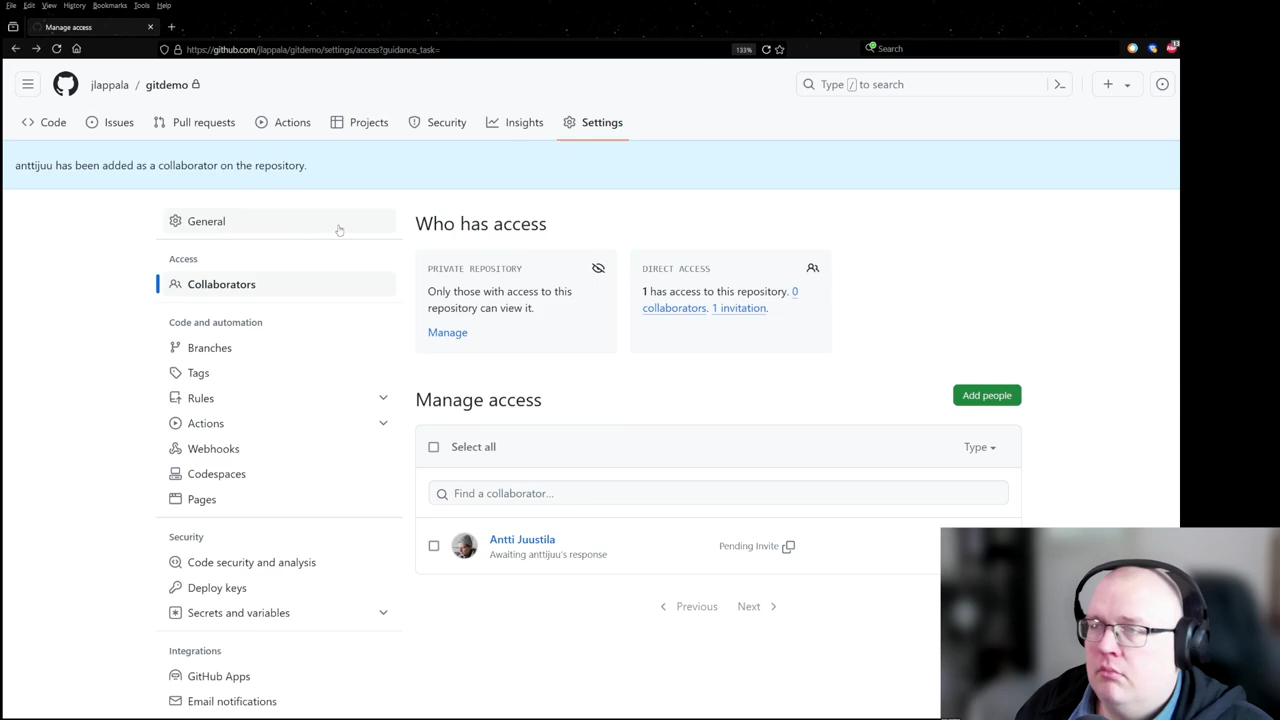 File Edit View History Bookmarks Tools Help
Manage access
https://github.com/jlappala/gitdemo/settings/access?guidance_task=
133%
Search
13
jlappala / gitdemo
Type / to search
Code Issues Pull requests Actions Projects Security Insights Settings
anttijuu has been added as a collaborator on the repository.
General
Access
Collaborators
Code and automation
Branches
Tags
Rules
Actions
Webhooks
Codespaces
Pages
Security
Code security and analysis
Deploy keys
Secrets and variables
Integrations
GitHub Apps
Email notifications
Who has access
PRIVATE REPOSITORY
Only those with access to this
repository can view it.
Manage
DIRECT ACCESS
1 has access to this repository. 0
collaborators. 1 invitation.
Manage access
Add people
Select all
Type
Find a collaborator...
Antti Juustila
Awaiting anttijuu's response
Pending Invite
Previous Next